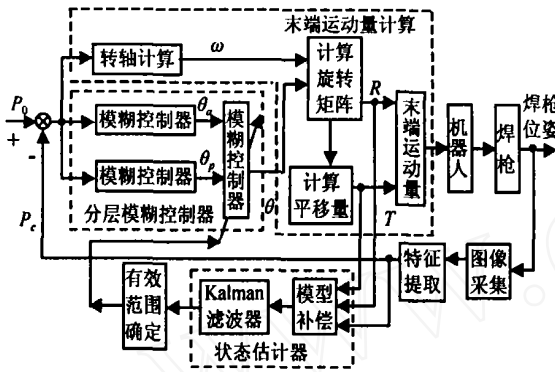 末端运动量计算
转轴计算
ω
计算
旋转
矩阵
R
末
端
运
动
量
机
器
人
焊
枪
焊枪
位姿
P₀
+
-
模糊控制器
θₒ
模糊控制器
θₚ
模
糊
控
制
器
θ
分层模糊控制器
计算
平移量
T
P꜀
有效
范围
确定
Kalman
滤波器
模型
补偿
状态估计器
特征
提取
图像
采集